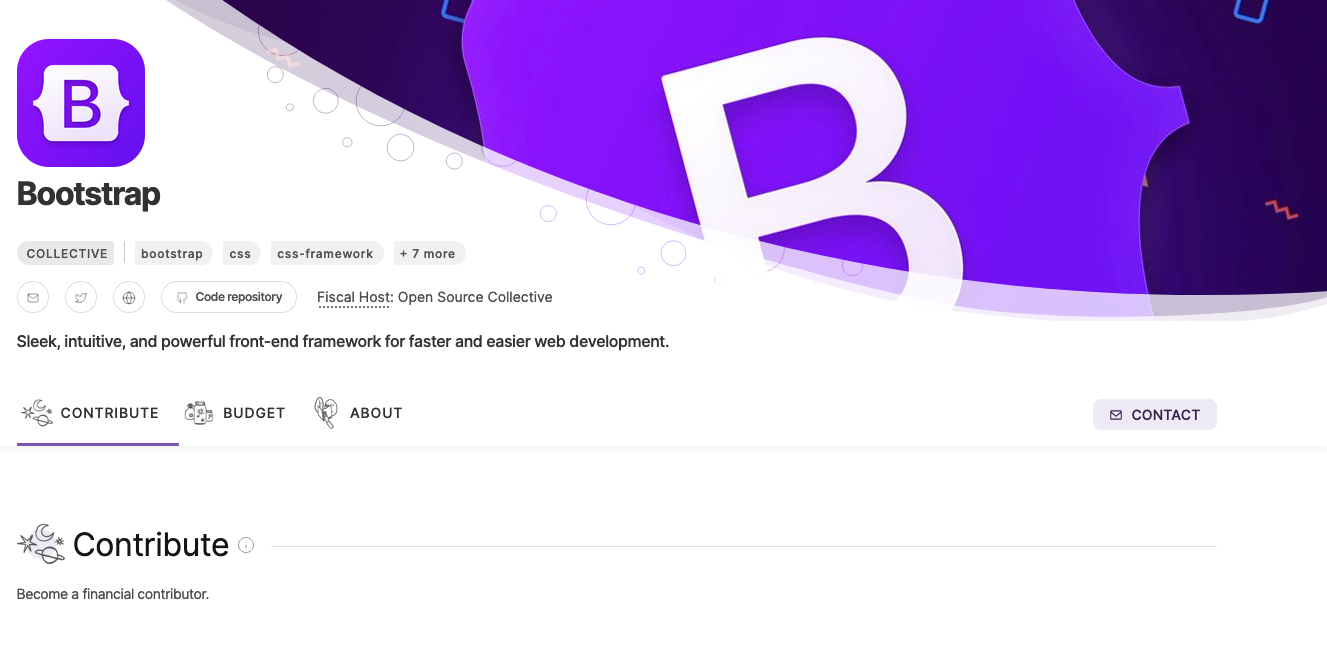 B
B
Bootstrap
COLLECTIVE bootstrap css css-framework + 7 more
Code repository Fiscal Host: Open Source Collective
Sleek, intuitive, and powerful front-end framework for faster and easier web development.
CONTRIBUTE BUDGET ABOUT CONTACT
Contribute
Become a financial contributor.